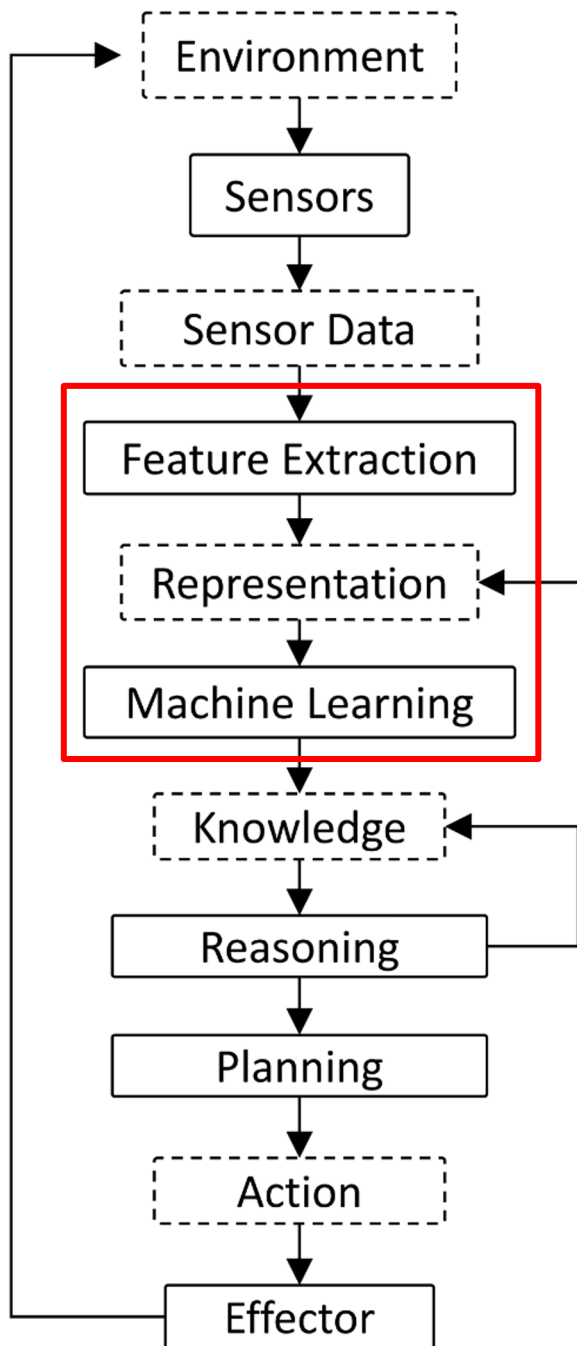 Environment
Sensors
Sensor Data
Feature Extraction
Representation
Machine Learning
Knowledge
Reasoning
Planning
Action
Effector